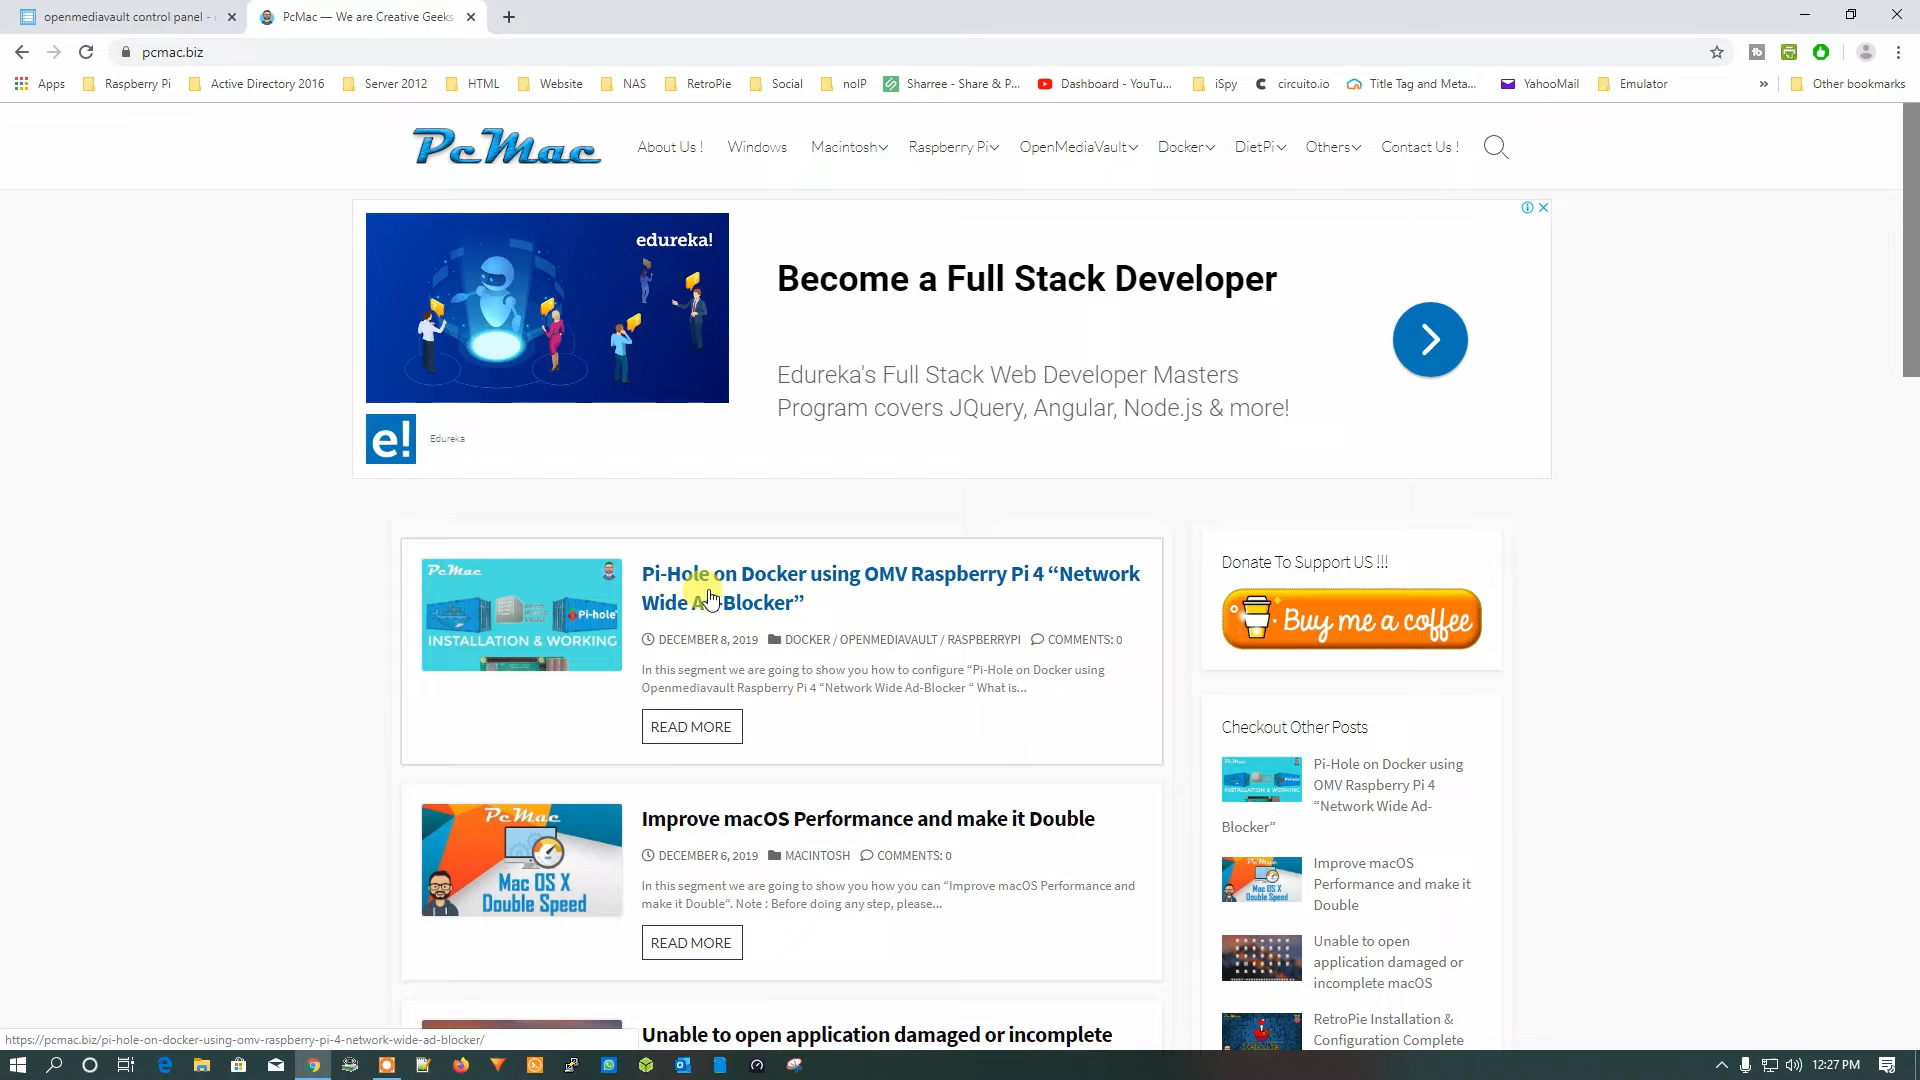 openmediavault control panel -
PcMac — We are Creative Geeks
pcmac.biz
Apps
Raspberry Pi
Active Directory 2016
Server 2012
HTML
Website
NAS
RetroPie
Social
noIP
Sharree - Share & P...
Dashboard - YouTu...
iSpy
circuito.io
Title Tag and Meta...
YahooMail
Emulator
»
Other bookmarks
PcMac
About Us !
Windows
Macintosh
Raspberry Pi
OpenMediaVault
Docker
DietPi
Others
Contact Us !
edureka!
Become a Full Stack Developer
Edureka's Full Stack Web Developer Masters
Program covers JQuery, Angular, Node.js & more!
e!
Edureka
PcMac
Pi-hole
INSTALLATION & WORKING
Pi-Hole on Docker using OMV Raspberry Pi 4 “Network
Wide Ad-Blocker”
DECEMBER 8, 2019 DOCKER / OPENMEDIAVAULT / RASPBERRYPI COMMENTS: 0
In this segment we are going to show you how to configure “Pi-Hole on Docker using
Openmediavault Raspberry Pi 4 “Network Wide Ad-Blocker “ What is...
READ MORE
PcMac
Mac OS X
Double Speed
Improve macOS Performance and make it Double
DECEMBER 6, 2019 MACINTOSH COMMENTS: 0
In this segment we are going to show you how you can “Improve macOS Performance and
make it Double“. Note : Before doing any step, please...
READ MORE
Unable to open application damaged or incomplete
Donate To Support US !!!
Buy me a coffee
Checkout Other Posts
PcMac
Pi-hole
INSTALLATION & WORKING
Pi-Hole on Docker using
OMV Raspberry Pi 4
“Network Wide Ad-
Blocker”
PcMac
Mac OS X
Double Speed
Improve macOS
Performance and make it
Double
Unable to open
application damaged or
incomplete macOS
RetroPie Installation &
Configuration Complete
https://pcmac.biz/pi-hole-on-docker-using-omv-raspberry-pi-4-network-wide-ad-blocker/
12:27 PM